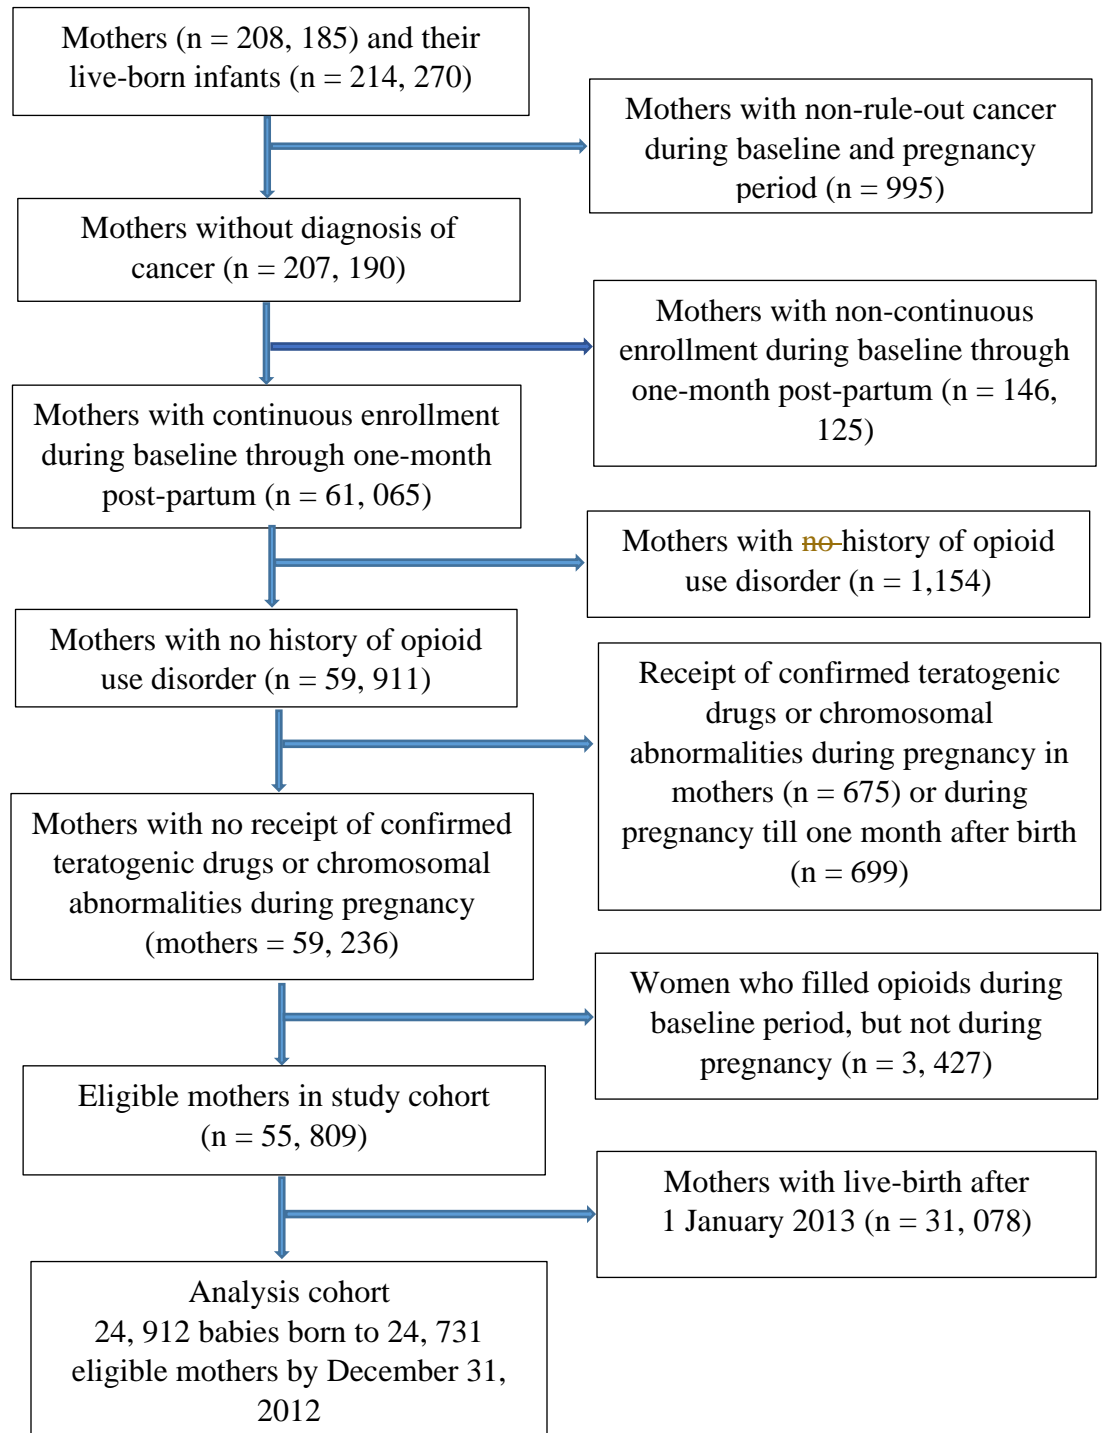 Mothers (n = 208, 185) and their
live-born infants (n = 214, 270)
Mothers with non-rule-out cancer
during baseline and pregnancy
period (n = 995)
Mothers without diagnosis of
cancer (n = 207, 190)
Mothers with non-continuous
enrollment during baseline through
one-month post-partum (n = 146,
125)
Mothers with continuous enrollment
during baseline through one-month
post-partum (n = 61, 065)
Mothers with no history of opioid
use disorder (n = 1,154)
Mothers with no history of opioid
use disorder (n = 59, 911)
Receipt of confirmed teratogenic
drugs or chromosomal
abnormalities during pregnancy in
mothers (n = 675) or during
pregnancy till one month after birth
(n = 699)
Mothers with no receipt of confirmed
teratogenic drugs or chromosomal
abnormalities during pregnancy
(mothers = 59, 236)
Women who filled opioids during
baseline period, but not during
pregnancy (n = 3, 427)
Eligible mothers in study cohort
(n = 55, 809)
Mothers with live-birth after
1 January 2013 (n = 31, 078)
Analysis cohort
24, 912 babies born to 24, 731
eligible mothers by December 31,
2012